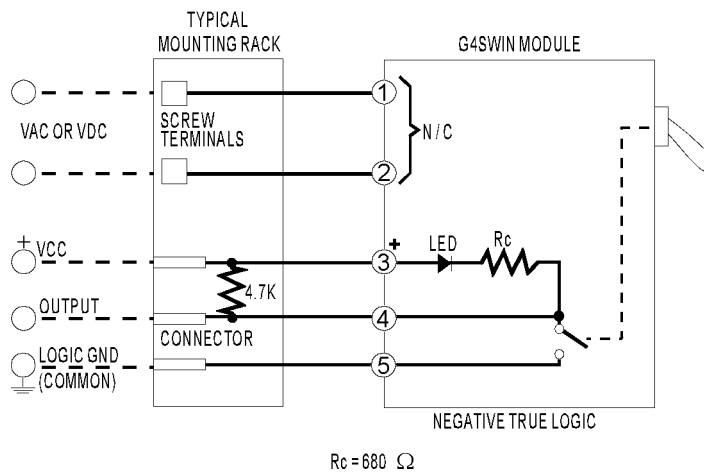 TYPICAL
MOUNTING RACK
G4SWIN MODULE
1
VAC OR VDC
SCREW
TERMINALS
N / C
2
+ VCC
3
+
LED
Rc
4.7K
OUTPUT
4
CONNECTOR
LOGIC GND
(COMMON)
5
NEGATIVE TRUE LOGIC
Rc = 680 Ω